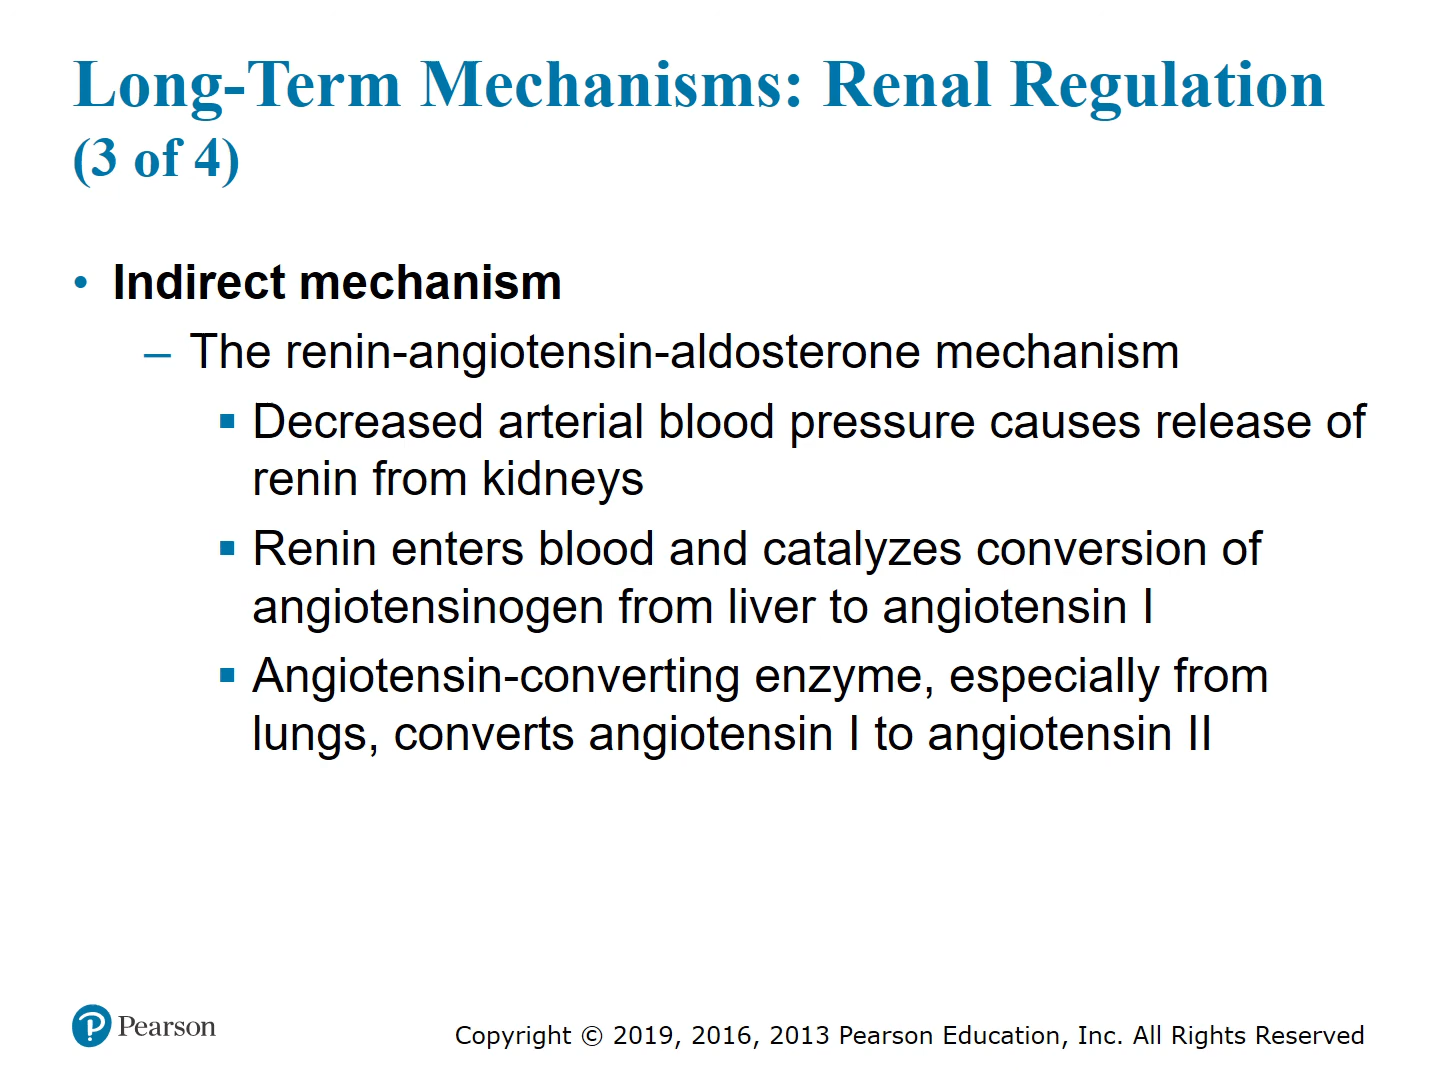 Long-Term Mechanisms: Renal Regulation
(3 of 4)
• Indirect mechanism
– The renin-angiotensin-aldosterone mechanism
▪ Decreased arterial blood pressure causes release of
renin from kidneys
▪ Renin enters blood and catalyzes conversion of
angiotensinogen from liver to angiotensin I
▪ Angiotensin-converting enzyme, especially from
lungs, converts angiotensin I to angiotensin II
Pearson
Copyright © 2019, 2016, 2013 Pearson Education, Inc. All Rights Reserved